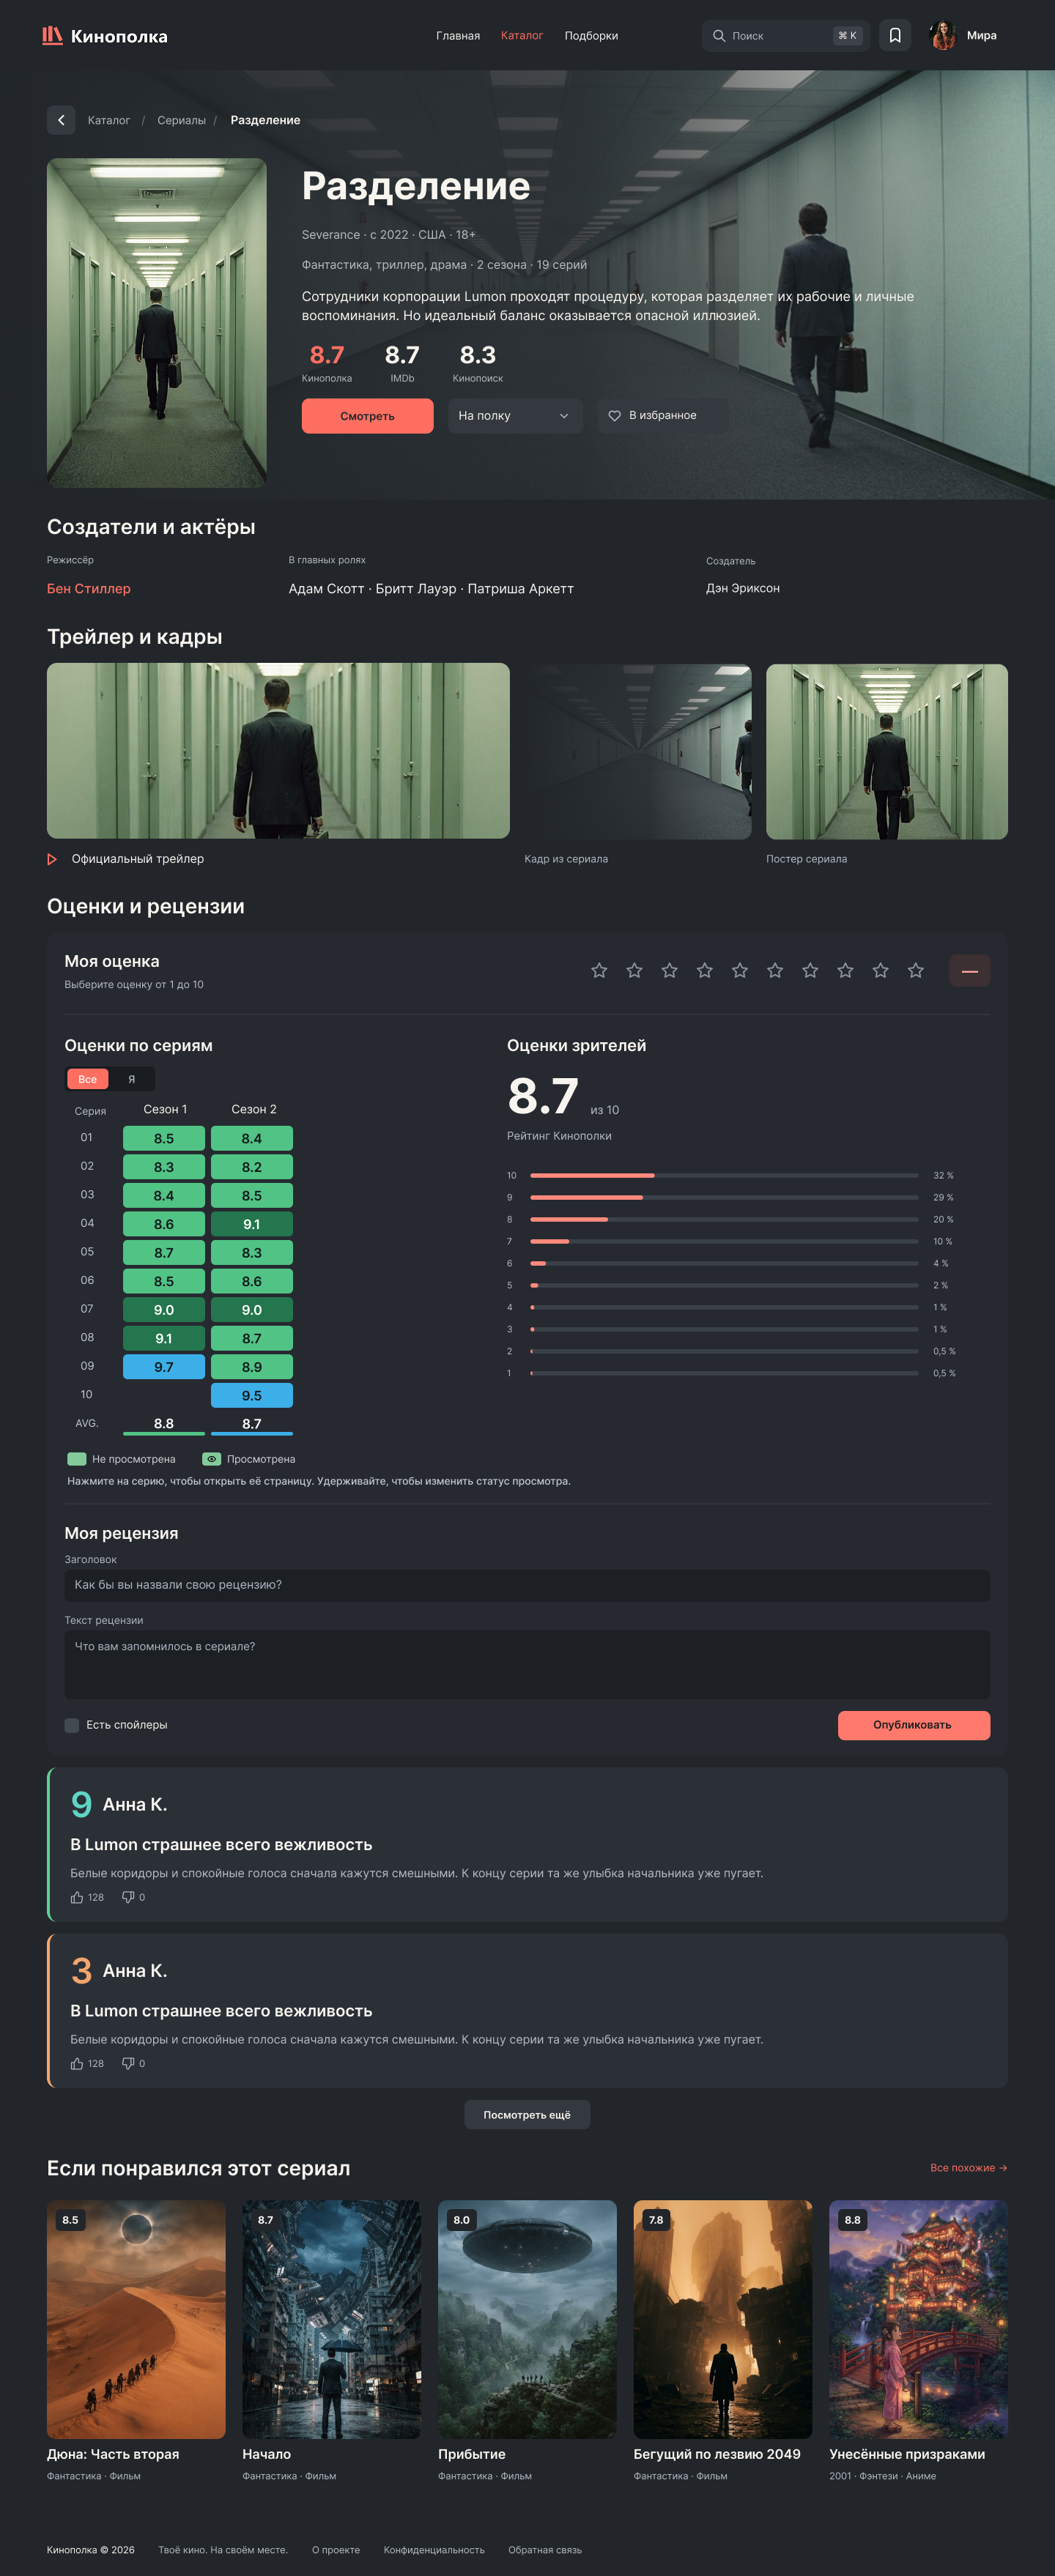 Кинополка
Главная
Каталог
Подборки
Поиск
⌘ K
Мира
Каталог / Сериалы / Разделение
Разделение
Severance · с 2022 · США · 18+
Фантастика, триллер, драма · 2 сезона · 19 серий
Сотрудники корпорации Lumon проходят процедуру, которая разделяет их рабочие и личные
воспоминания. Но идеальный баланс оказывается опасной иллюзией.
8.7 8.7 8.3
Кинополка IMDb Кинопоиск
Смотреть
На полку
В избранное
Создатели и актёры
Режиссёр
Бен Стиллер
В главных ролях
Адам Скотт · Бритт Лауэр · Патриша Аркетт
Создатель
Дэн Эриксон
Трейлер и кадры
Официальный трейлер
Кадр из сериала
Постер сериала
Оценки и рецензии
Моя оценка
Выберите оценку от 1 до 10
—
Оценки по сериям
Все
Я
Серия Сезон 1 Сезон 2
01 8.5 8.4
02 8.3 8.2
03 8.4 8.5
04 8.6 9.1
05 8.7 8.3
06 8.5 8.6
07 9.0 9.0
08 9.1 8.7
09 9.7 8.9
10 9.5
AVG. 8.8 8.7
Не просмотрена
Просмотрена
Нажмите на серию, чтобы открыть её страницу. Удерживайте, чтобы изменить статус просмотра.
Оценки зрителей
8.7 из 10
Рейтинг Кинополки
10 32 %
9 29 %
8 20 %
7 10 %
6 4 %
5 2 %
4 1 %
3 1 %
2 0,5 %
1 0,5 %
Моя рецензия
Заголовок
Как бы вы назвали свою рецензию?
Текст рецензии
Что вам запомнилось в сериале?
Есть спойлеры
Опубликовать
9 Анна К.
В Lumon страшнее всего вежливость
Белые коридоры и спокойные голоса сначала кажутся смешными. К концу серии та же улыбка начальника уже пугает.
128 0
3 Анна К.
В Lumon страшнее всего вежливость
Белые коридоры и спокойные голоса сначала кажутся смешными. К концу серии та же улыбка начальника уже пугает.
128 0
Посмотреть ещё
Если понравился этот сериал
Все похожие →
8.5
Дюна: Часть вторая
Фантастика · Фильм
8.7
Начало
Фантастика · Фильм
8.0
Прибытие
Фантастика · Фильм
7.8
Бегущий по лезвию 2049
Фантастика · Фильм
8.8
Унесённые призраками
2001 · Фэнтези · Аниме
Кинополка © 2026
Твоё кино. На своём месте.
О проекте
Конфиденциальность
Обратная связь